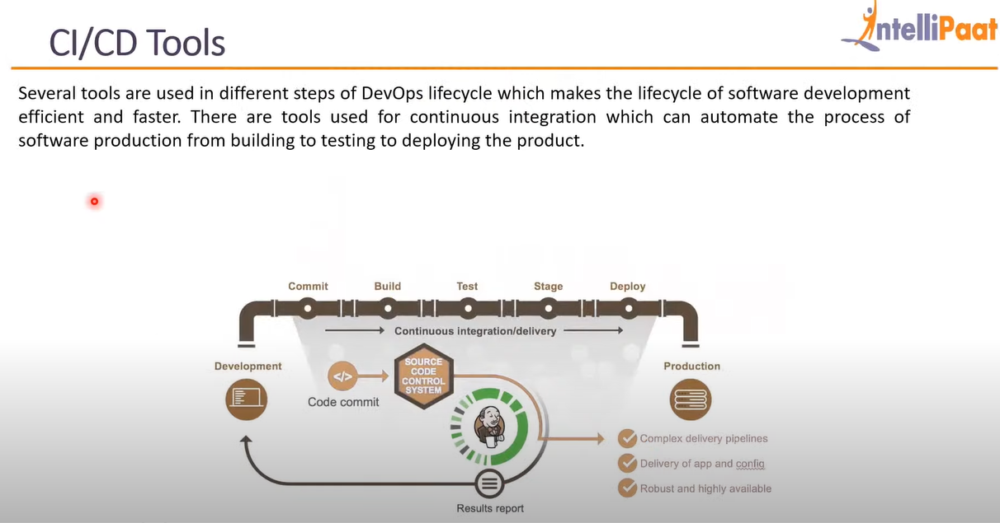 CI/CD Tools
IntelliPaat
Several tools are used in different steps of DevOps lifecycle which makes the lifecycle of software development
efficient and faster. There are tools used for continuous integration which can automate the process of
software production from building to testing to deploying the product.
Commit
Build
Test
Stage
Deploy
Continuous integration/delivery
Development
Production
</>
SOURCE
CODE
CONTROL
SYSTEM
Code commit
Complex delivery pipelines
Delivery of app and config
Robust and highly available
Results report